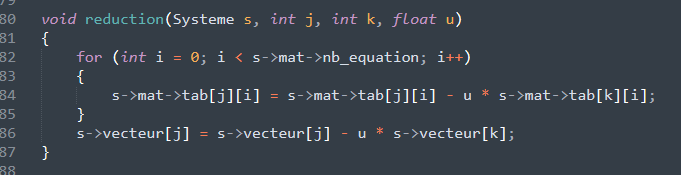 80 void reduction(Systeme s, int j, int k, float u)
81 {
82     for (int i = 0; i < s->mat->nb_equation; i++)
83     {
84         s->mat->tab[j][i] = s->mat->tab[j][i] - u * s->mat->tab[k][i];
85     }
86     s->vecteur[j] = s->vecteur[j] - u * s->vecteur[k];
87 }
88